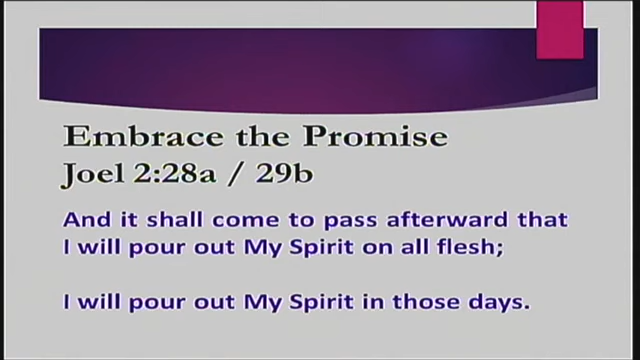 Embrace the Promise
Joel 2:28a / 29b
And it shall come to pass afterward that
I will pour out My Spirit on all flesh;
I will pour out My Spirit in those days.